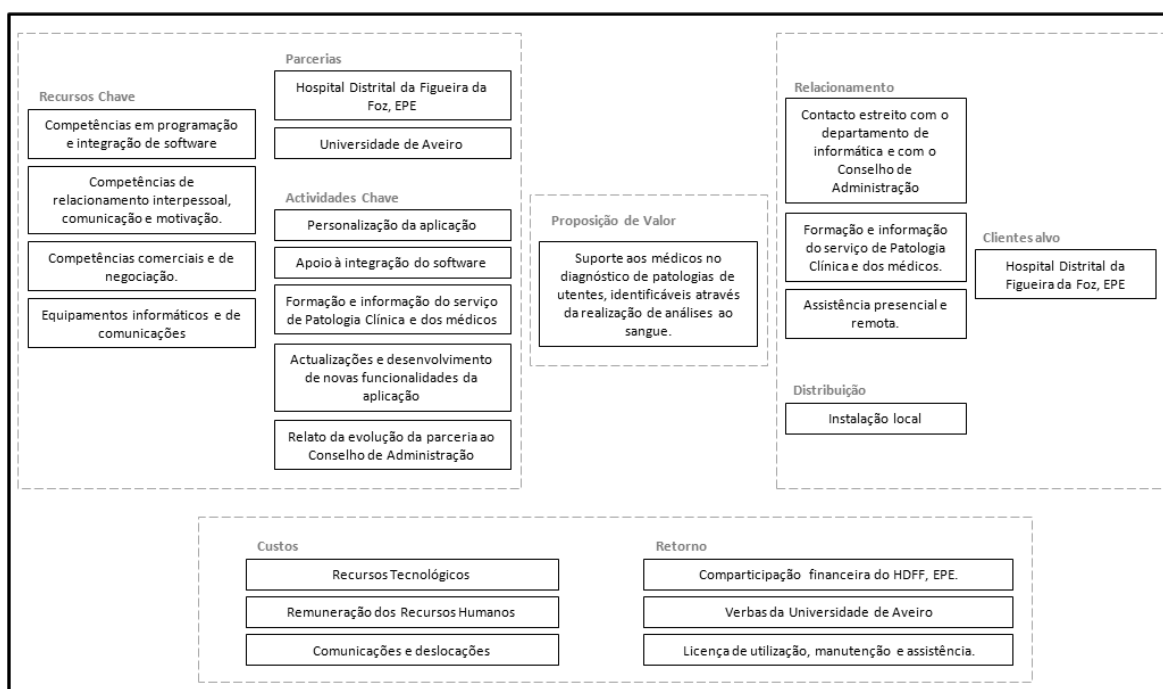 Parcerias
Hospital Distrital da Figueira da
Foz, EPE
Universidade de Aveiro
Recursos Chave
Competências em programação
e integração de software
Competências de
relacionamento interpessoal,
comunicação e motivação.
Competências comerciais e de
negociação.
Equipamentos informáticos e de
comunicações
Actividades Chave
Personalização da aplicação
Apoio à integração do software
Formação e informação do serviço
de Patologia Clínica e dos médicos
Actualizações e desenvolvimento
de novas funcionalidades da
aplicação
Relato da evolução da parceria ao
Conselho de Administração
Proposição de Valor
Suporte aos médicos no
diagnóstico de patologias de
utentes, identificáveis através
da realização de análises ao
sangue.
Relacionamento
Contacto estreito com o
departamento de
informática e com o
Conselho de
Administração
Formação e informação
do serviço de Patologia
Clínica e dos médicos.
Assistência presencial e
remota.
Clientes alvo
Hospital Distrital da
Figueira da Foz, EPE
Distribuição
Instalação local
Custos
Recursos Tecnológicos
Remuneração dos Recursos Humanos
Comunicações e deslocações
Retorno
Comparticipação financeira do HDFF, EPE.
Verbas da Universidade de Aveiro
Licença de utilização, manutenção e assistência.